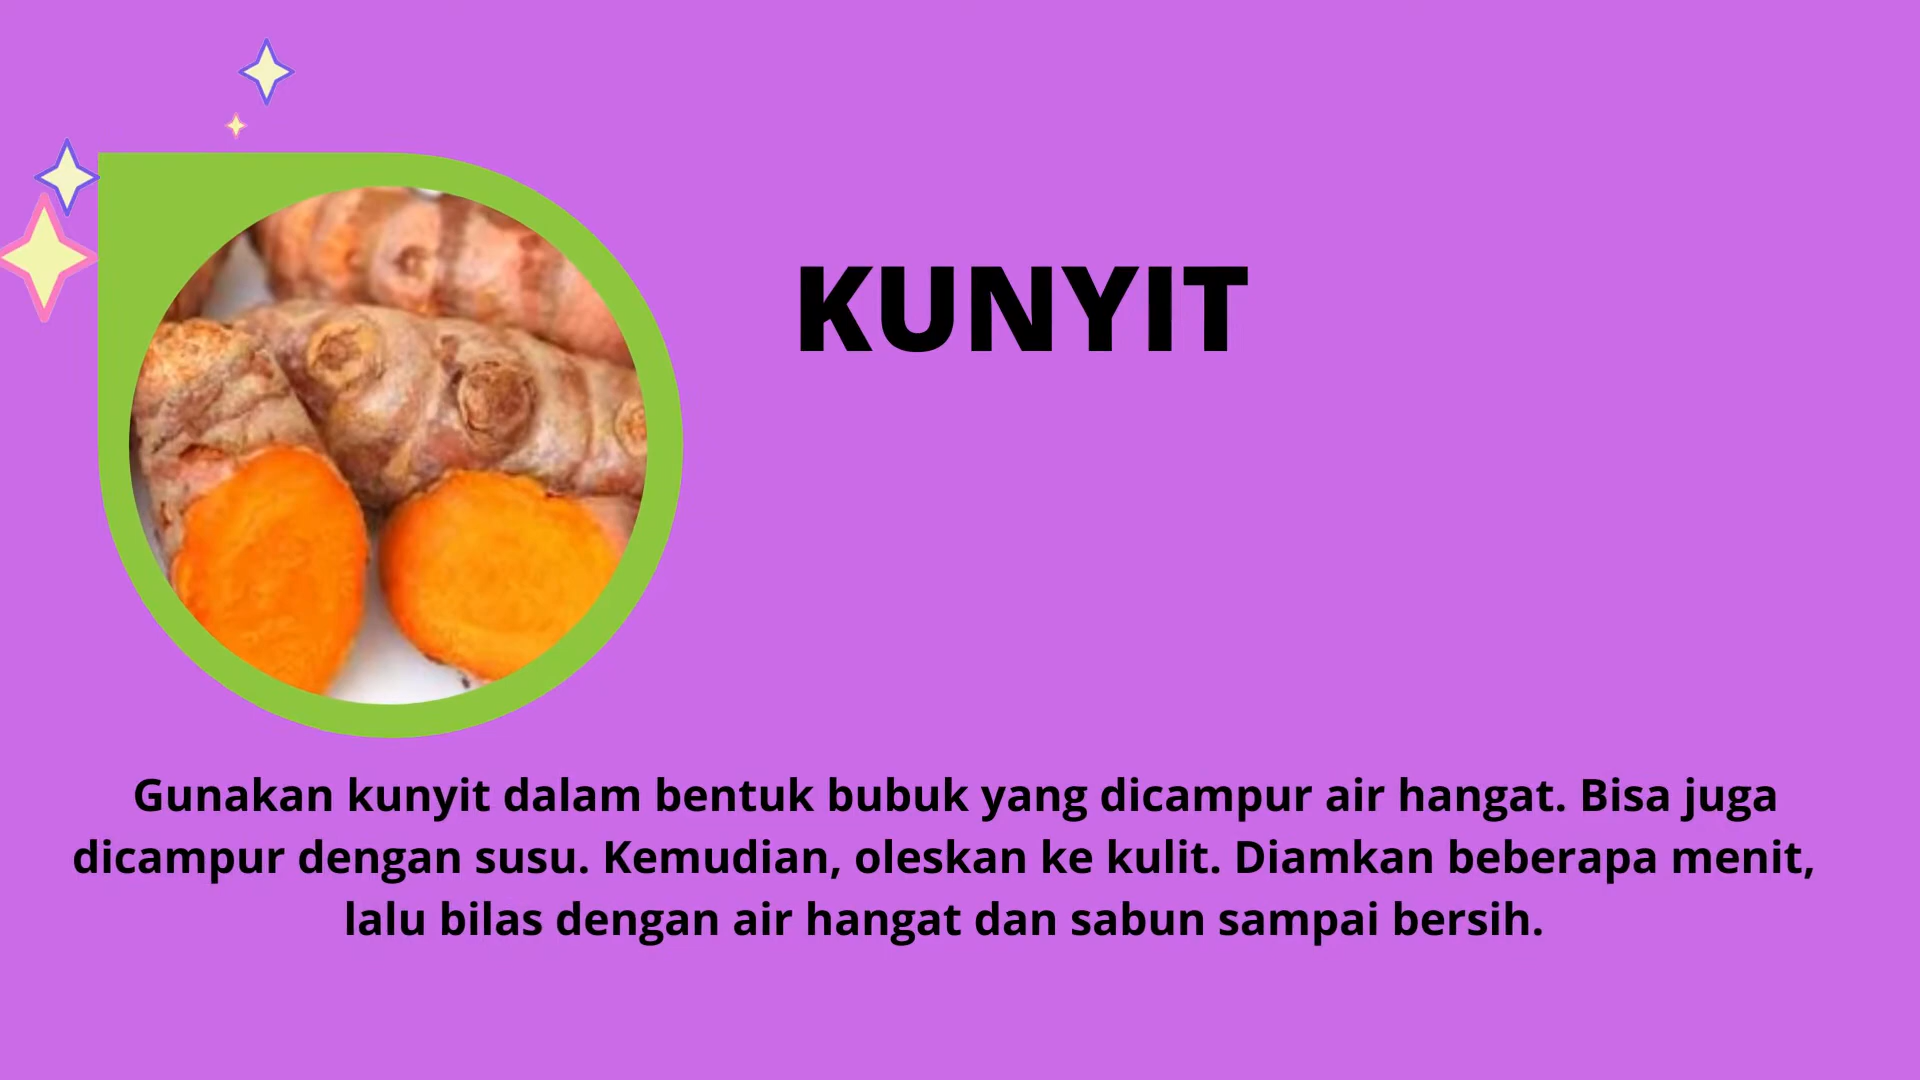 KUNYIT
Gunakan kunyit dalam bentuk bubuk yang dicampur air hangat. Bisa juga
dicampur dengan susu. Kemudian, oleskan ke kulit. Diamkan beberapa menit,
lalu bilas dengan air hangat dan sabun sampai bersih.